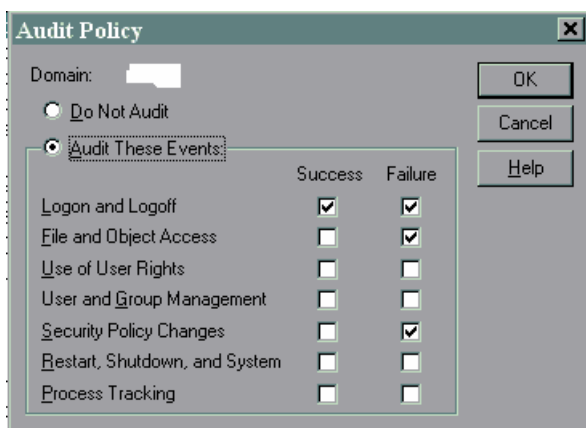 Audit Policy
Domain:
Do Not Audit
Audit These Events:
OK
Cancel
Help
Success Failure
Logon and Logoff
File and Object Access
Use of User Rights
User and Group Management
Security Policy Changes
Restart, Shutdown, and System
Process Tracking